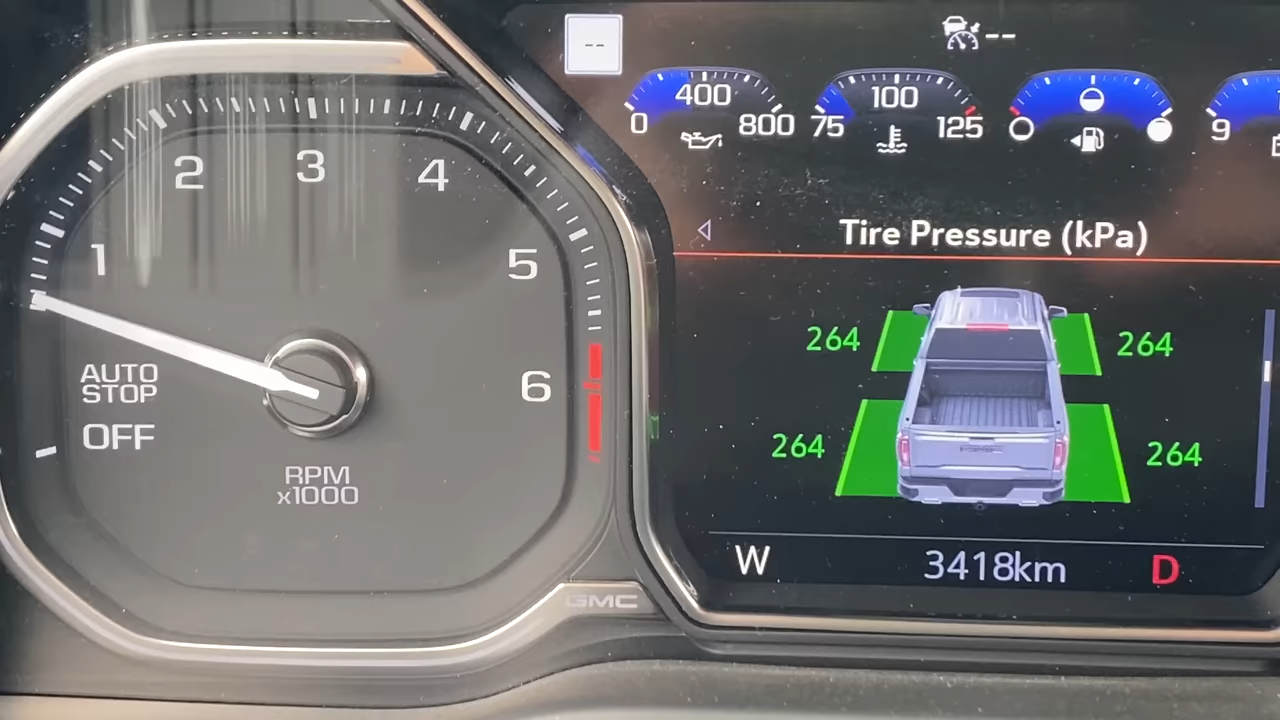 --
--
400
0 800
100
75 125
9
Tire Pressure (kPa)
264 264
264 264
W 3418km D
1 2 3 4 5 6
AUTO
STOP
OFF
RPM
x1000
GMC